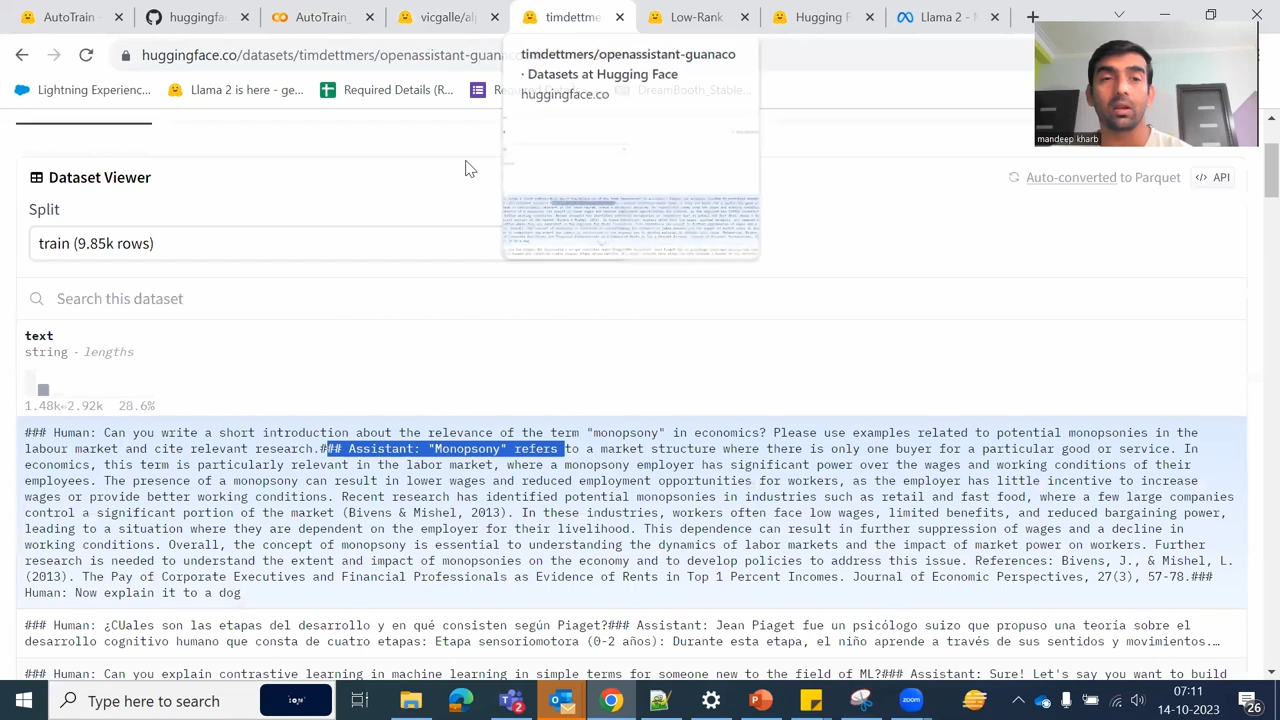 AutoTrain -
huggingfa
AutoTrain_
vicgalle/al
timdettme
Low-Rank
Hugging F
Llama 2 -
huggingface.co/datasets/timdettmers/openassistant-guanaco
Lightning Experienc...
Llama 2 is here - ge...
Required Details (R...
DreamBooth_Stable...
timdettmers/openassistant-guanaco
· Datasets at Hugging Face
huggingface.co
mandeep kharb
Dataset Viewer
Auto-converted to Parquet
API
Split
train (9.85k rows)
Search this dataset
text
string · lengths
1.48k-2.92k 28.6%
### Human: Can you write a short introduction about the relevance of the term "monopsony" in economics? Please use examples related to potential monopsonies in the
labour market and cite relevant research.### Assistant: "Monopsony" refers to a market structure where there is only one buyer for a particular good or service. In
economics, this term is particularly relevant in the labor market, where a monopsony employer has significant power over the wages and working conditions of their
employees. The presence of a monopsony can result in lower wages and reduced employment opportunities for workers, as the employer has little incentive to increase
wages or provide better working conditions. Recent research has identified potential monopsonies in industries such as retail and fast food, where a few large companies
control a significant portion of the market (Bivens & Mishel, 2013). In these industries, workers often face low wages, limited benefits, and reduced bargaining power,
leading to a situation where they are dependent on the employer for their livelihood. This dependence can result in further suppression of wages and a decline in
working conditions. Overall, the concept of monopsony is essential to understanding the dynamics of labor markets and the impact of market power on workers. Further
research is needed to understand the extent and impact of monopsonies on the economy and to develop policies to address this issue. References: Bivens, J., & Mishel, L.
(2013). The Pay of Corporate Executives and Financial Professionals as Evidence of Rents in Top 1 Percent Incomes. Journal of Economic Perspectives, 27(3), 57-78.###
Human: Now explain it to a dog
### Human: ¿CUales son las etapas del desarrollo y en qué consisten según Piaget?### Assistant: Jean Piaget fue un psicólogo suizo que propuso una teoría sobre el
desarrollo cognitivo humano que consta de cuatro etapas: Etapa sensoriomotora (0-2 años): Durante esta etapa, el niño aprende a través de sus sentidos y movimientos.…
### Human: Can you explain contrastive learning in machine learning in simple terms for someone new to the field of ML?### Assistant: Sure! Let's say you want to build
Type here to search
2
zoom
07:11
14-10-2023
26